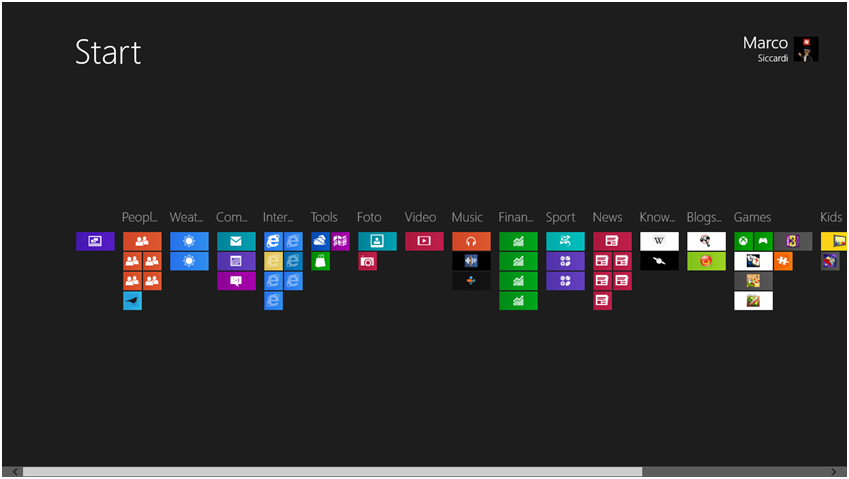 Start
Marco
Siccardi
Peopl...
Weat...
Com...
Inter...
Tools
Foto
Video
Music
Finan...
Sport
News
Know...
Blogs...
Games
Kids
W